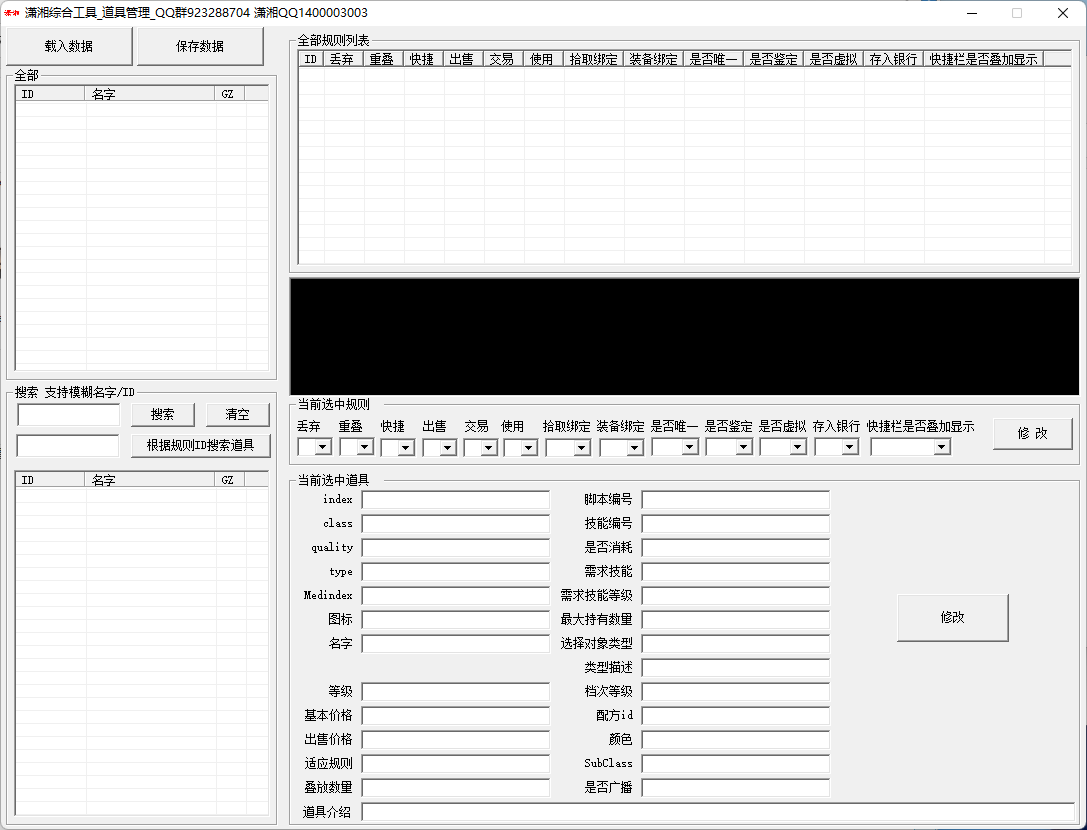 潇湘综合工具_道具管理_QQ群923288704 潇湘QQ1400003003
载入数据
保存数据
全部
ID 名字 GZ
搜索 支持模糊名字/ID
搜索
清空
根据规则ID搜索道具
ID 名字 GZ
全部规则列表
ID 丢弃 重叠 快捷 出售 交易 使用 拾取绑定 装备绑定 是否唯一 是否鉴定 是否虚拟 存入银行 快捷栏是否叠加显示
当前选中规则
丢弃 重叠 快捷 出售 交易 使用 拾取绑定 装备绑定 是否唯一 是否鉴定 是否虚拟 存入银行 快捷栏是否叠加显示
修 改
当前选中道具
index 脚本编号
class 技能编号
quality 是否消耗
type 需求技能
Medindex 需求技能等级
图标 最大持有数量
名字 选择对象类型
类型描述
等级 档次等级
基本价格 配方id
出售价格 颜色
适应规则 SubClass
叠放数量 是否广播
道具介绍
修改